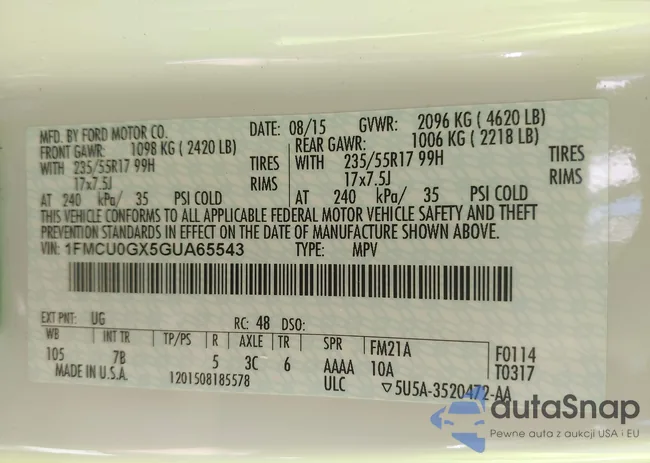 MFD. BY FORD MOTOR CO. DATE: 08/15 GVWR: 2096 KG ( 4620 LB)
FRONT GAWR: 1098 KG ( 2420 LB) REAR GAWR: 1006 KG ( 2218 LB)
WITH 235/55R17 99H TIRES WITH 235/55R17 99H TIRES
17x7.5J RIMS 17x7.5J RIMS
AT 240 kPa/ 35 PSI COLD AT 240 kPa/ 35 PSI COLD
THIS VEHICLE CONFORMS TO ALL APPLICABLE FEDERAL MOTOR VEHICLE SAFETY AND THEFT
PREVENTION STANDARDS IN EFFECT ON THE DATE OF MANUFACTURE SHOWN ABOVE.
VIN: 1FMCU0GX5GUA65543 TYPE: MPV
EXT PNT: UG RC: 48 DSO:
WB INT TR TP/PS R AXLE TR SPR FM21A F0114
105 7B 5 3C 6 AAAA 10A T0317
MADE IN U.S.A. 1201508185578 ULC ▽5U5A-3520472-AA
autaSnap
Pewne auta z aukcji USA i EU